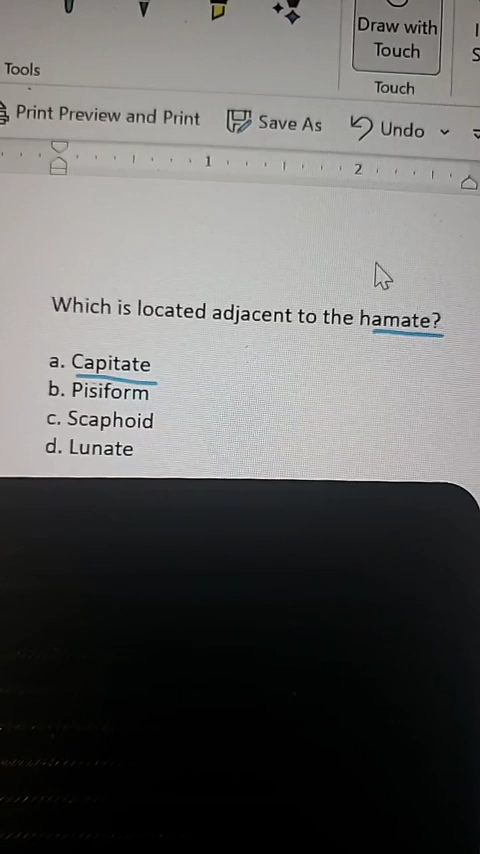 Draw with
Touch
Tools
Touch
Print Preview and Print
Save As
Undo
1
2
Which is located adjacent to the hamate?
a. Capitate
b. Pisiform
c. Scaphoid
d. Lunate